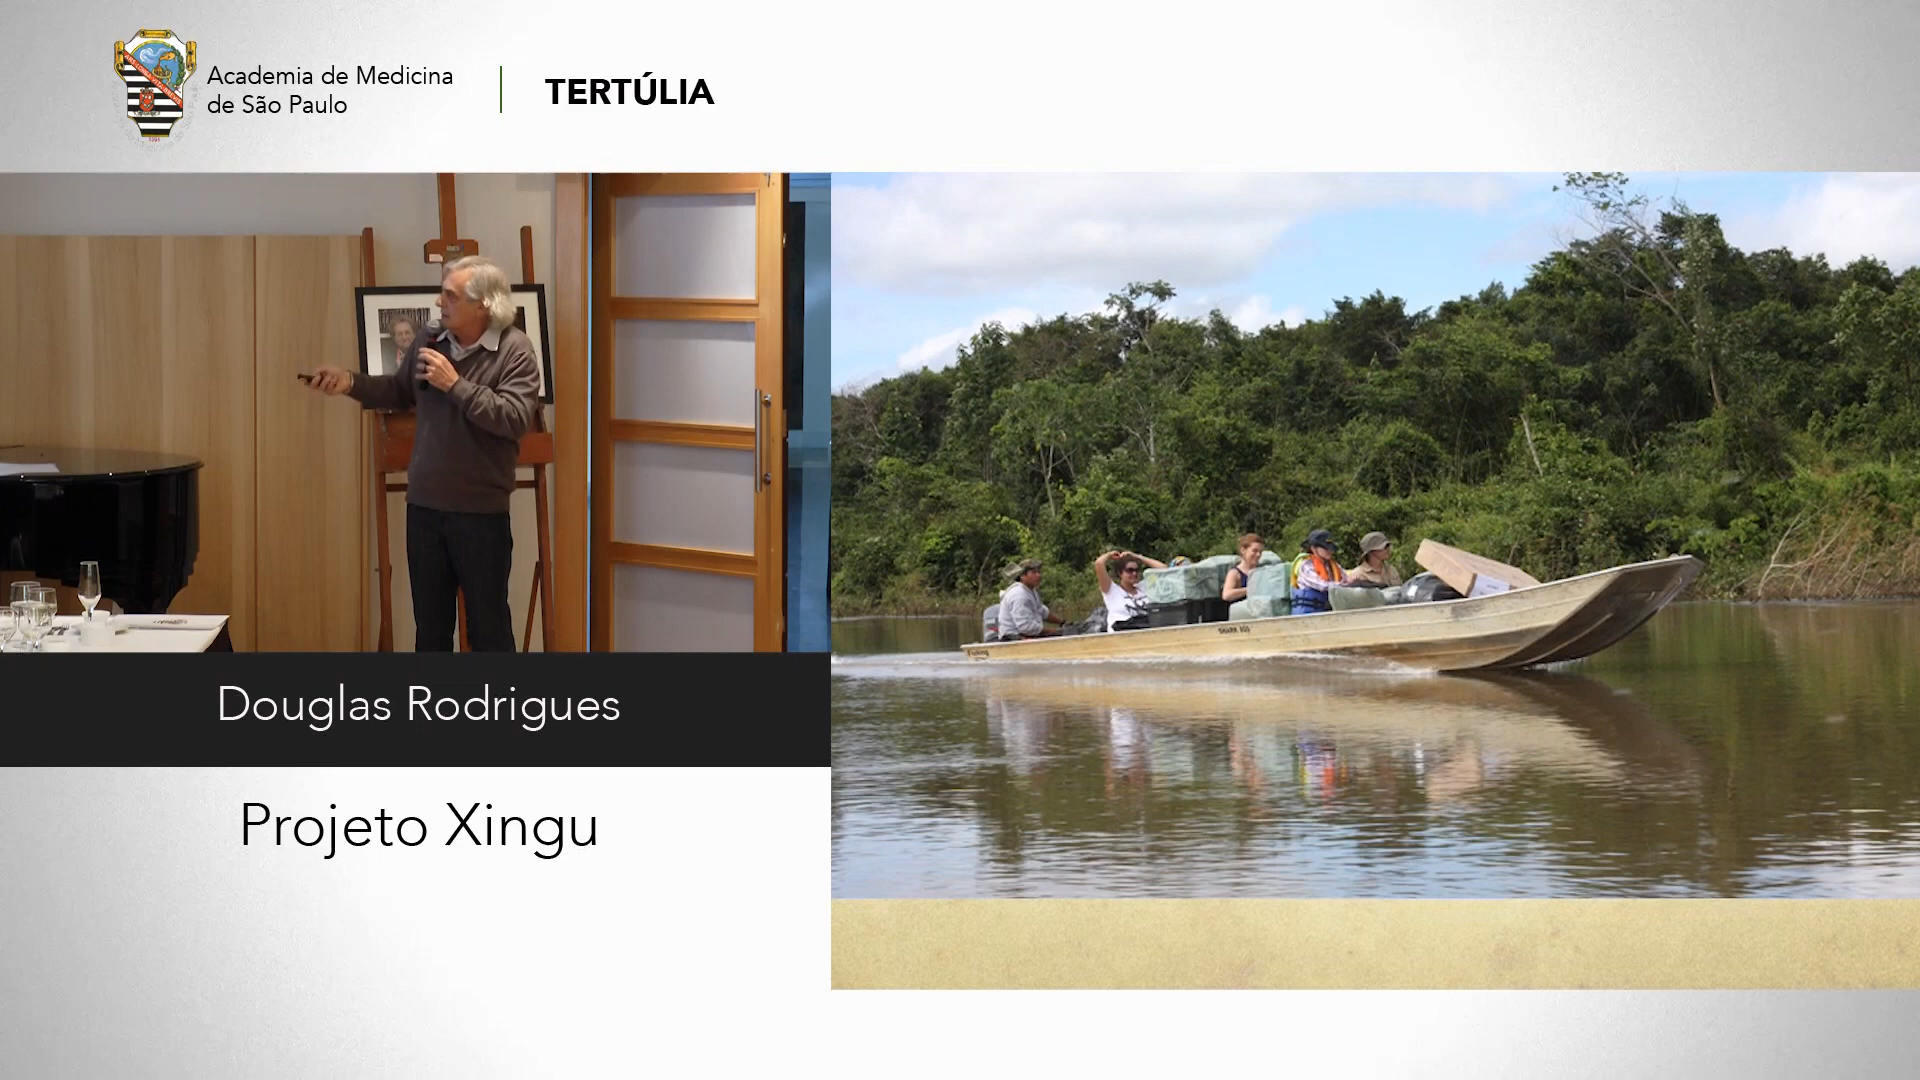 Academia de Medicina
de São Paulo
TERTÚLIA
Douglas Rodrigues
Projeto Xingu